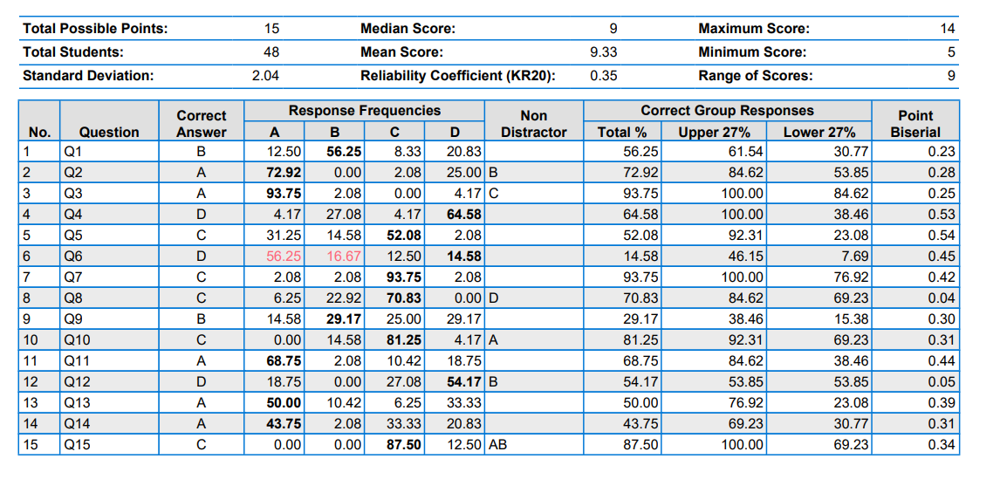 Total Possible Points: 15 Median Score: 9 Maximum Score: 14
Total Students: 48 Mean Score: 9.33 Minimum Score: 5
Standard Deviation: 2.04 Reliability Coefficient (KR20): 0.35 Range of Scores: 9
Response Frequencies Correct Group Responses
No. Question Correct Answer A B C D Non Distractor Total % Upper 27% Lower 27% Point Biserial
1 Q1 B 12.50 56.25 8.33 20.83 56.25 61.54 30.77 0.23
2 Q2 A 72.92 0.00 2.08 25.00 B 72.92 84.62 53.85 0.28
3 Q3 A 93.75 2.08 0.00 4.17 C 93.75 100.00 84.62 0.25
4 Q4 D 4.17 27.08 4.17 64.58 64.58 100.00 38.46 0.53
5 Q5 C 31.25 14.58 52.08 2.08 52.08 92.31 23.08 0.54
6 Q6 D 56.25 16.67 12.50 14.58 14.58 46.15 7.69 0.45
7 Q7 C 2.08 2.08 93.75 2.08 93.75 100.00 76.92 0.42
8 Q8 C 6.25 22.92 70.83 0.00 D 70.83 84.62 69.23 0.04
9 Q9 B 14.58 29.17 25.00 29.17 29.17 38.46 15.38 0.30
10 Q10 C 0.00 14.58 81.25 4.17 A 81.25 92.31 69.23 0.31
11 Q11 A 68.75 2.08 10.42 18.75 68.75 84.62 38.46 0.44
12 Q12 D 18.75 0.00 27.08 54.17 B 54.17 53.85 53.85 0.05
13 Q13 A 50.00 10.42 6.25 33.33 50.00 76.92 23.08 0.39
14 Q14 A 43.75 2.08 33.33 20.83 43.75 69.23 30.77 0.31
15 Q15 C 0.00 0.00 87.50 12.50 AB 87.50 100.00 69.23 0.34